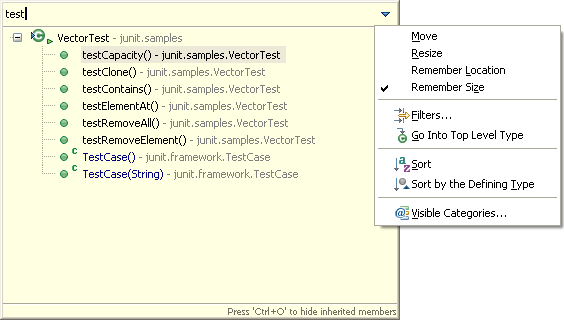 test
VectorTest - junit.samples
testCapacity() - junit.samples.VectorTest
testClone() - junit.samples.VectorTest
testContains() - junit.samples.VectorTest
testElementAt() - junit.samples.VectorTest
testRemoveAll() - junit.samples.VectorTest
testRemoveElement() - junit.samples.VectorTest
TestCase() - junit.framework.TestCase
TestCase(String) - junit.framework.TestCase
Press 'Ctrl+O' to hide inherited members
Move
Resize
Remember Location
Remember Size
Filters...
Go Into Top Level Type
Sort
Sort by the Defining Type
Visible Categories...